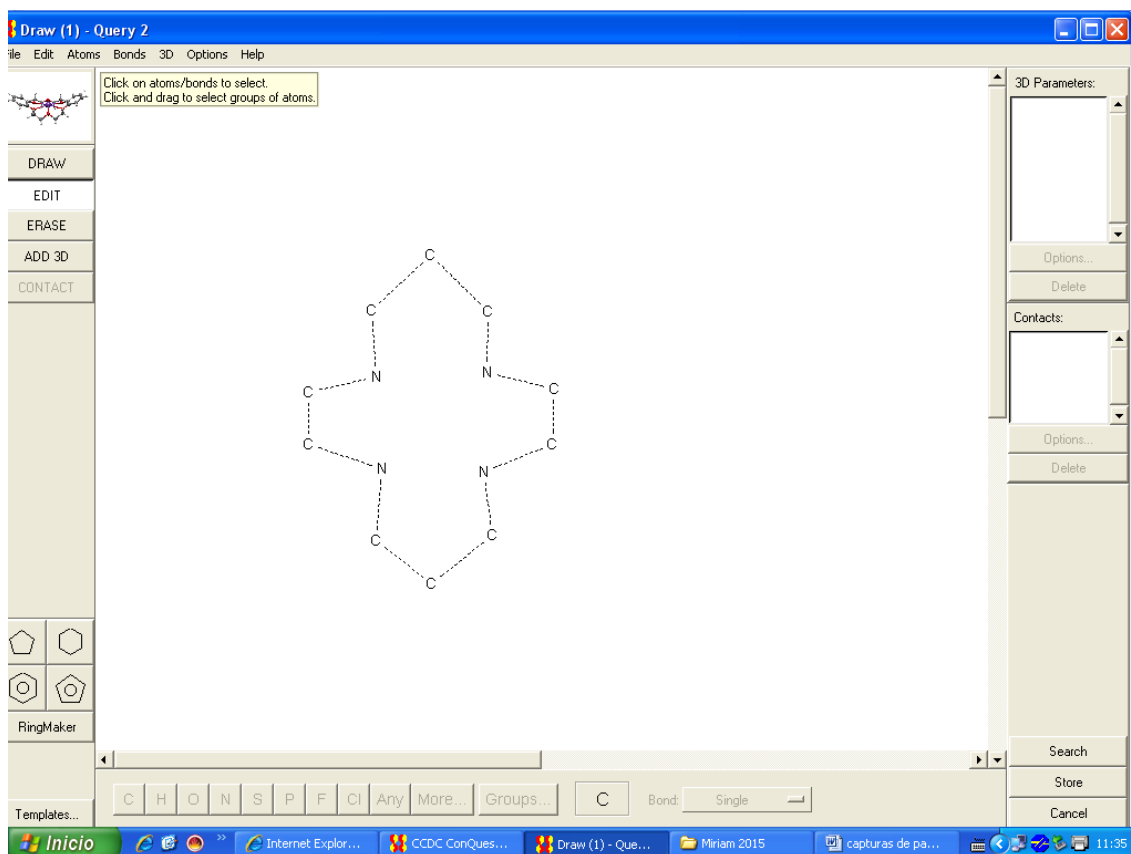 Draw (1) - Query 2
File Edit Atoms Bonds 3D Options Help
Click on atoms/bonds to select.
Click and drag to select groups of atoms.
DRAW
EDIT
ERASE
ADD 3D
CONTACT
3D Parameters:
Options...
Delete
Contacts:
Options...
Delete
C
C C
N N
C C
C C
N N
C C
C
RingMaker
Templates...
C H O N S P F Cl Any More... Groups... C Bond: Single
Search
Store
Cancel
Inicio » Internet Explor... CCDC ConQues... Draw (1) - Que... Miriam 2015 capturas de pa... 11:35